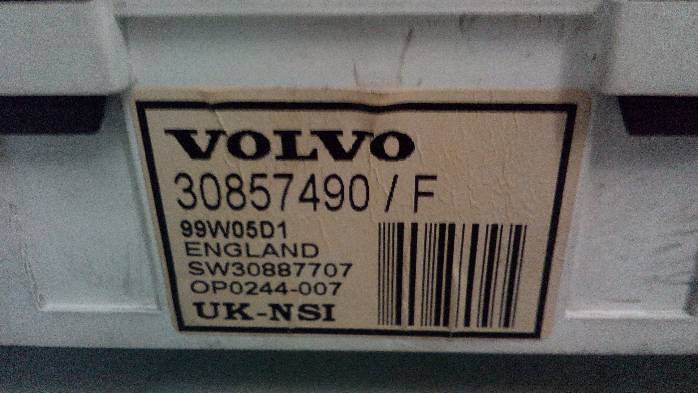 VOLVO
30857490 / F
99W05D1
ENGLAND
SW30887707
OP0244-007
UK-NSI